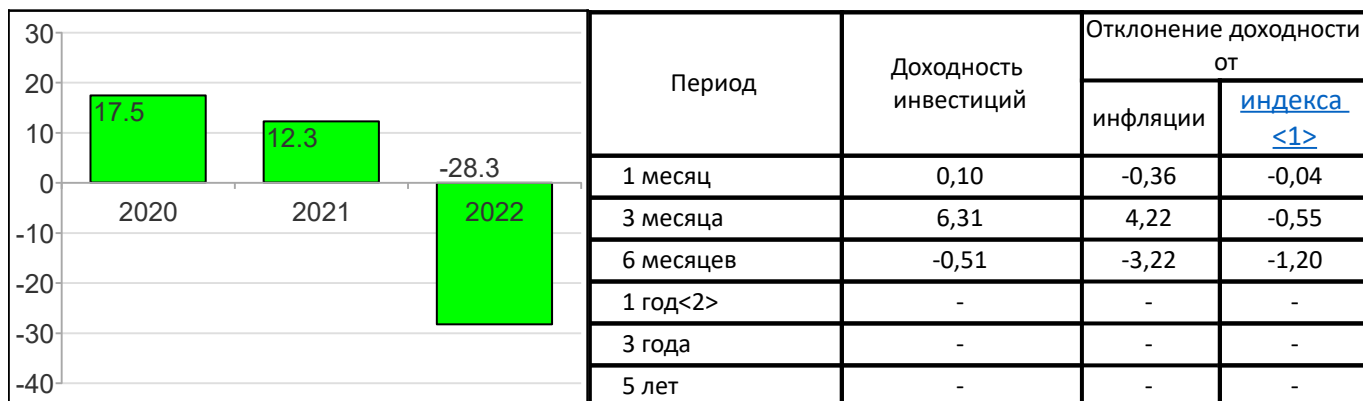 30
20
10
0
-10
-20
-30
-40
17.5
12.3
-28.3
2020
2021
2022
Период
Доходность
инвестиций
Отклонение доходности
от
инфляции
индекса
<1>
1 месяц 0,10 -0,36 -0,04
3 месяца 6,31 4,22 -0,55
6 месяцев -0,51 -3,22 -1,20
1 год<2> - - -
3 года - - -
5 лет - - -